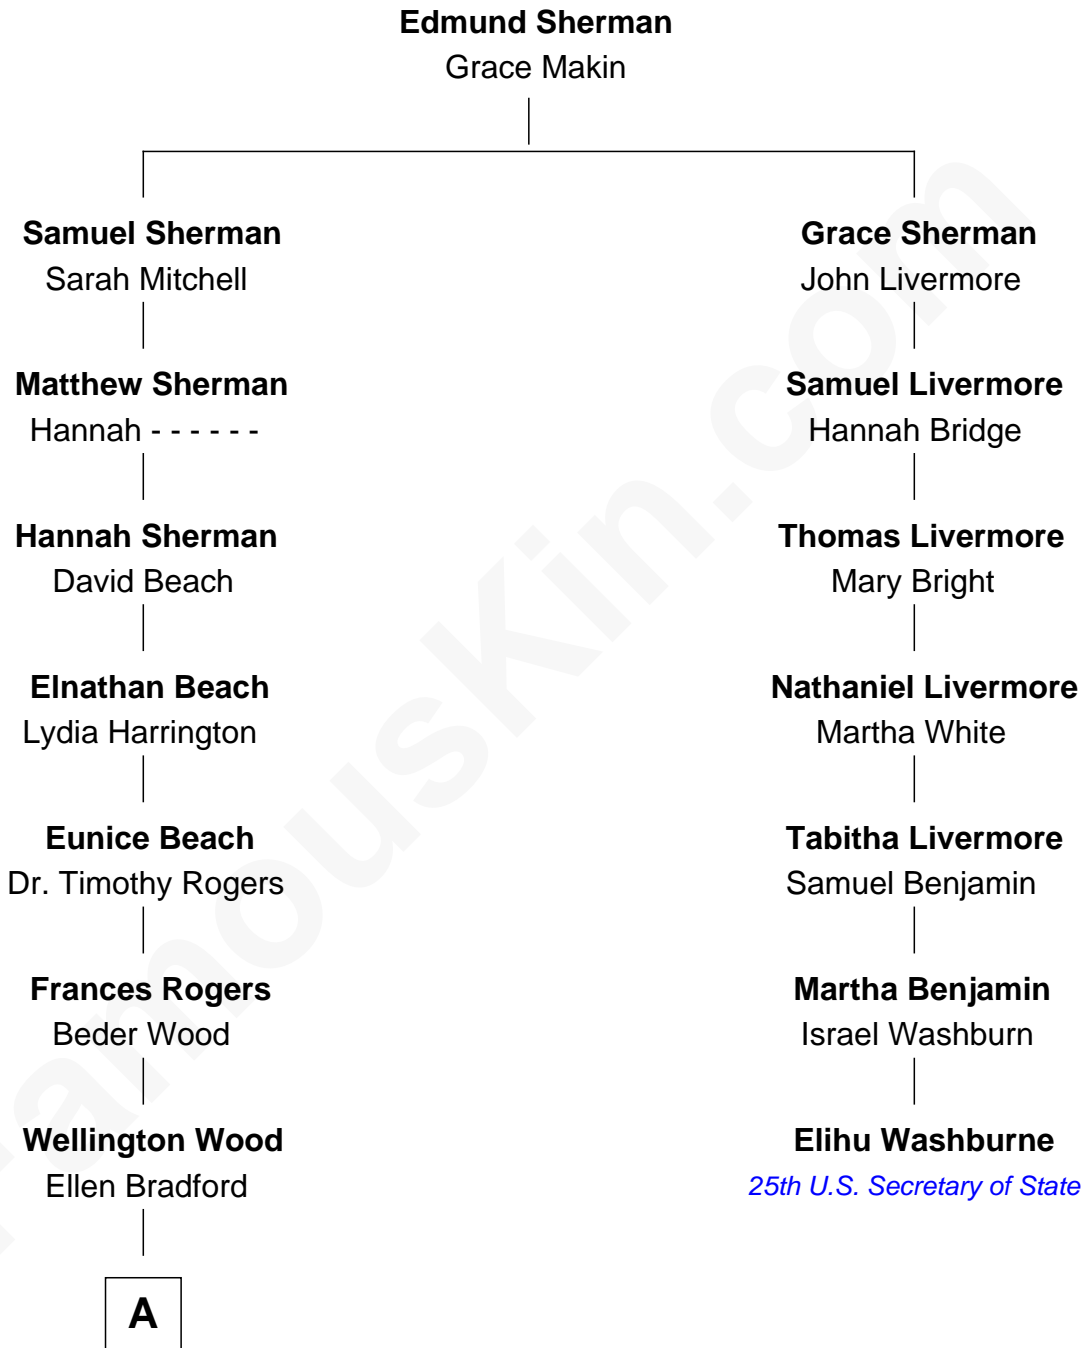 Edmund Sherman
Grace Makin
Samuel Sherman
Sarah Mitchell
Grace Sherman
John Livermore
Matthew Sherman
Hannah - - - - - -
Samuel Livermore
Hannah Bridge
Hannah Sherman
David Beach
Thomas Livermore
Mary Bright
Elnathan Beach
Lydia Harrington
Nathaniel Livermore
Martha White
Eunice Beach
Dr. Timothy Rogers
Tabitha Livermore
Samuel Benjamin
Frances Rogers
Beder Wood
Martha Benjamin
Israel Washburn
Wellington Wood
Ellen Bradford
Elihu Washburne
25th U.S. Secretary of State
A
FamousKin.com